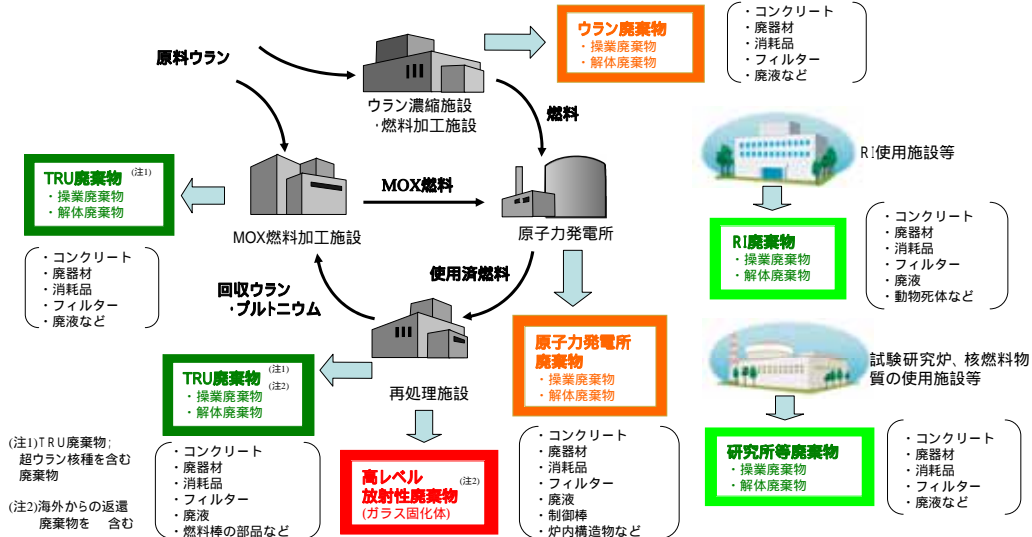 原料ウラン
ウラン濃縮施設
・燃料加工施設
ウラン廃棄物
・操業廃棄物
・解体廃棄物
・コンクリート
・廃器材
・消耗品
・フィルター
・廃液など
燃料
TRU廃棄物 (注1)
・操業廃棄物
・解体廃棄物
・コンクリート
・廃器材
・消耗品
・フィルター
・廃液など
MOX燃料加工施設
MOX燃料
原子力発電所
使用済燃料
回収ウラン
・プルトニウム
再処理施設
TRU廃棄物 (注1)
(注2)
・操業廃棄物
・解体廃棄物
・コンクリート
・廃器材
・消耗品
・フィルター
・廃液
・燃料棒の部品など
高レベル
放射性廃棄物 (注2)
(ガラス固化体)
原子力発電所
廃棄物
・操業廃棄物
・解体廃棄物
・コンクリート
・廃器材
・消耗品
・フィルター
・廃液
・制御棒
・炉内構造物など
RI使用施設等
RI廃棄物
・操業廃棄物
・解体廃棄物
・コンクリート
・廃器材
・消耗品
・フィルター
・廃液
・動物死体など
試験研究炉、核燃料物
質の使用施設等
研究所等廃棄物
・操業廃棄物
・解体廃棄物
・コンクリート
・廃器材
・消耗品
・フィルター
・廃液など
(注1)TRU廃棄物;
超ウラン核種を含む
廃棄物
(注2)海外からの返還
廃棄物を 含む